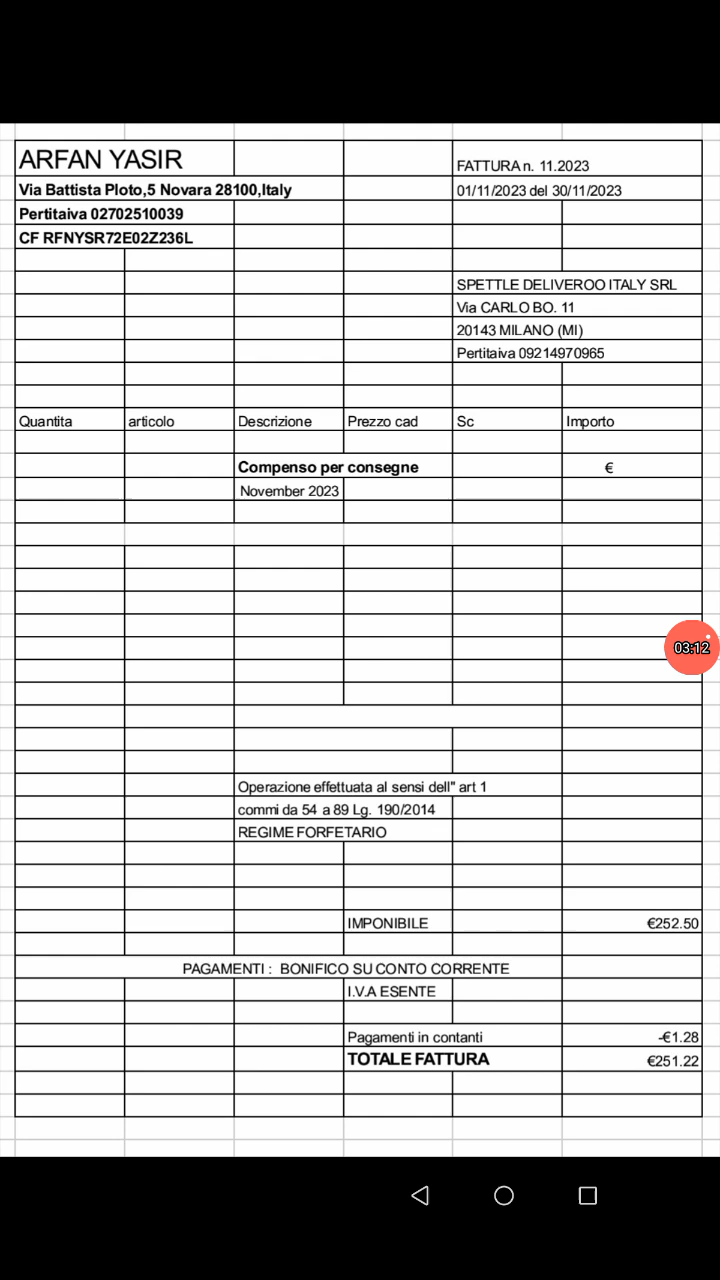 ARFAN YASIR
FATTURA n. 11.2023
Via Battista Ploto,5 Novara 28100,Italy
01/11/2023 del 30/11/2023
Pertitaiva 02702510039
CF RFNYSR72E02Z236L
SPETTLE DELIVEROO ITALY SRL
Via CARLO BO. 11
20143 MILANO (MI)
Pertitaiva 09214970965
Quantita articolo Descrizione Prezzo cad Sc Importo
Compenso per consegne €
November 2023
03:12
Operazione effettuata al sensi dell" art 1
commi da 54 a 89 Lg. 190/2014
REGIME FORFETARIO
IMPONIBILE €252.50
PAGAMENTI : BONIFICO SU CONTO CORRENTE
I.V.A ESENTE
Pagamenti in contanti -€1.28
TOTALE FATTURA €251.22